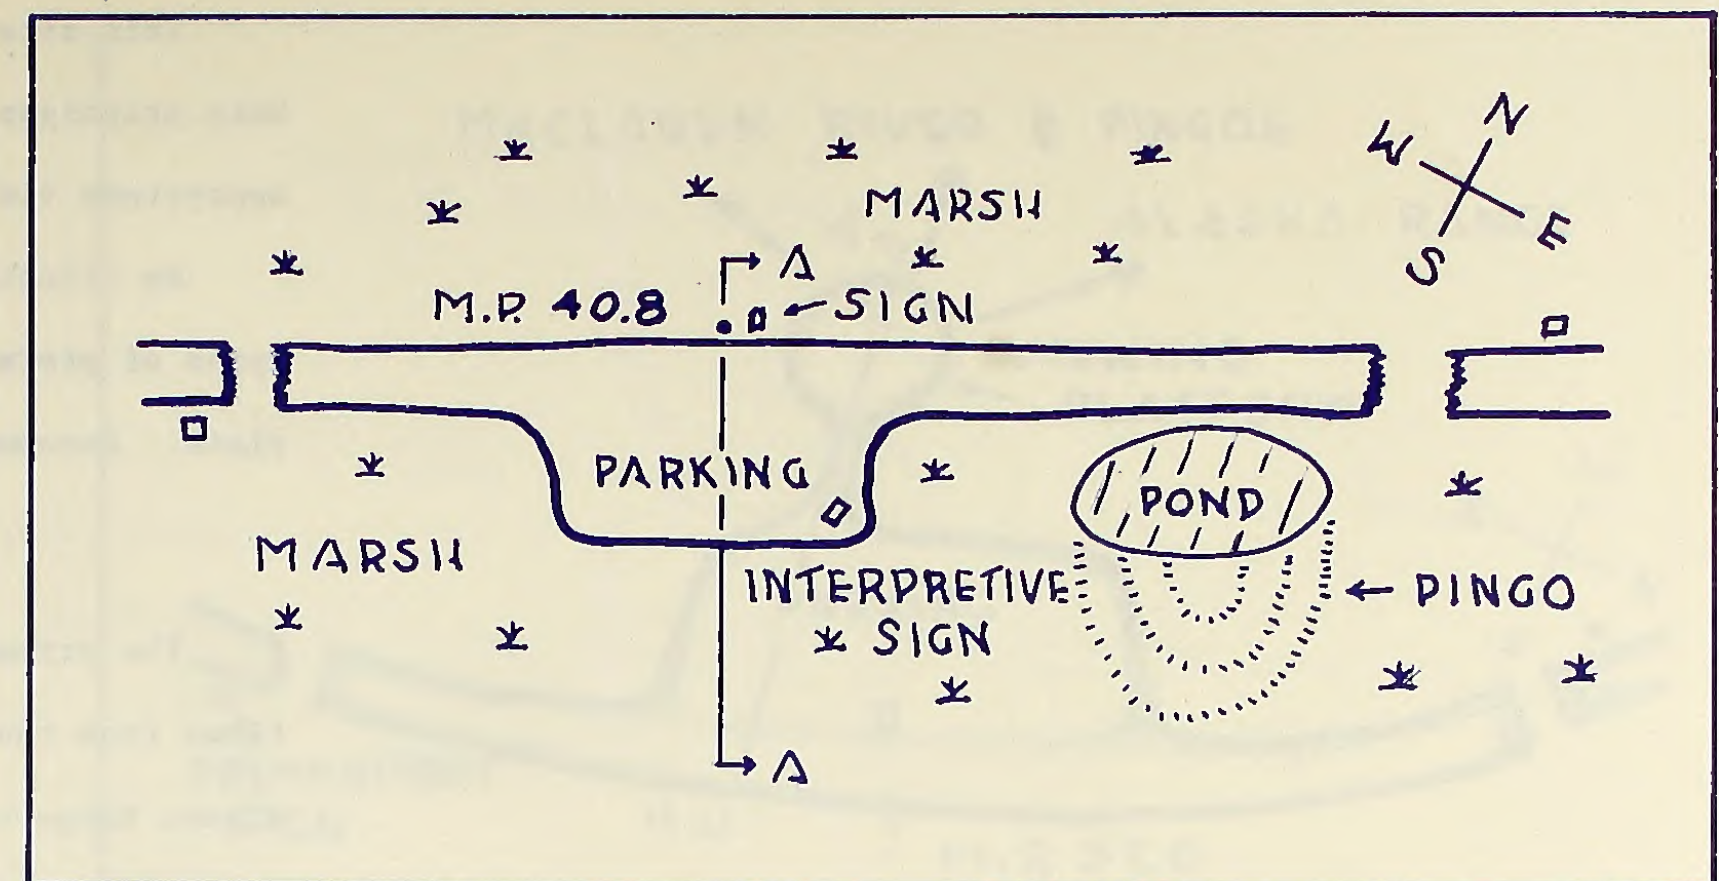 N
W
E
S
MARSH
A
M.P. 40.8
SIGN
PARKING
POND
MARSH
INTERPRETIVE
SIGN
PINGO
A